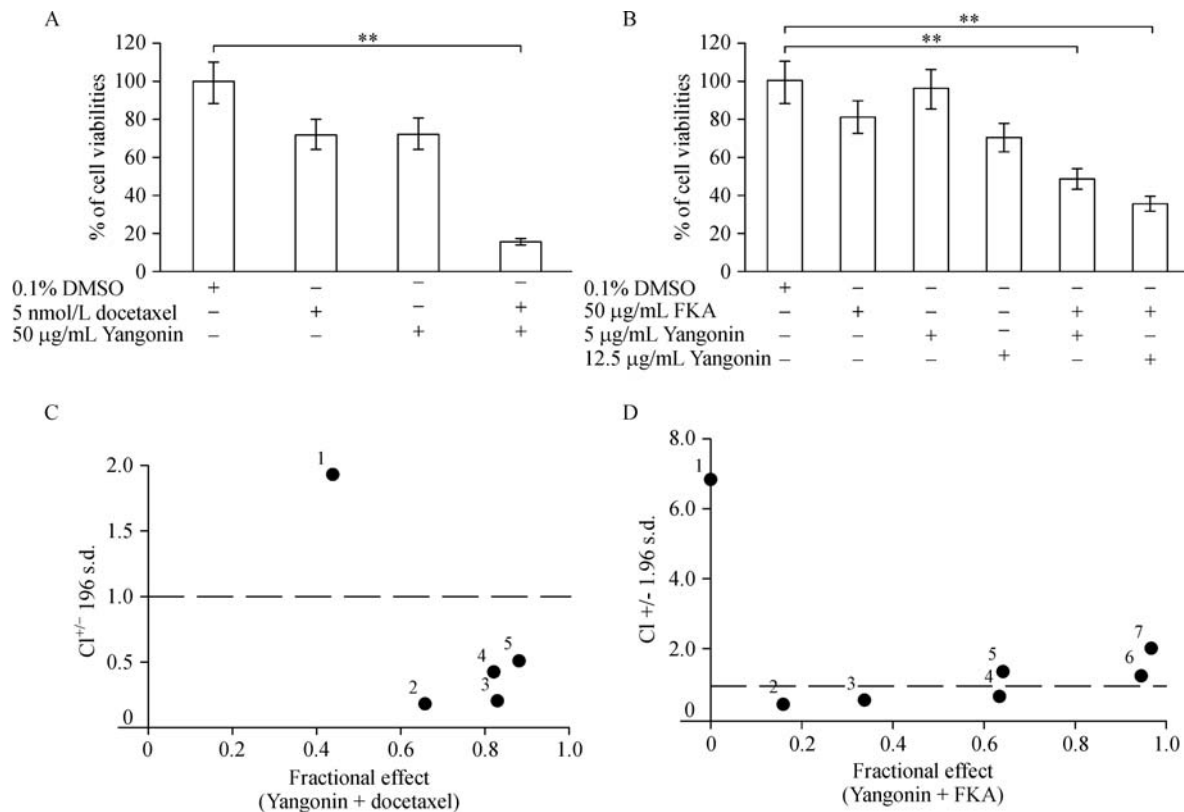 A
**
120
100
80
60
40
20
0
% of cell viabilities
0.1% DMSO + − − −
5 nmol/L docetaxel − + − +
50 μg/mL Yangonin − − + +
B
**
**
120
100
80
60
40
20
0
% of cell viabilities
0.1% DMSO + − − − − −
50 μg/mL FKA − + − − + +
5 μg/mL Yangonin − − + − + −
12.5 μg/mL Yangonin − − − + − +
C
2.0
1.5
1.0
0.5
0
CI+/− 196 s.d.
1
2
3
4
5
0 0.2 0.4 0.6 0.8 1.0
Fractional effect
(Yangonin + docetaxel)
D
8.0
6.0
4.0
2.0
0
CI +/- 1.96 s.d.
1
2
3
4
5
6
7
0 0.2 0.4 0.6 0.8 1.0
Fractional effect
(Yangonin + FKA)